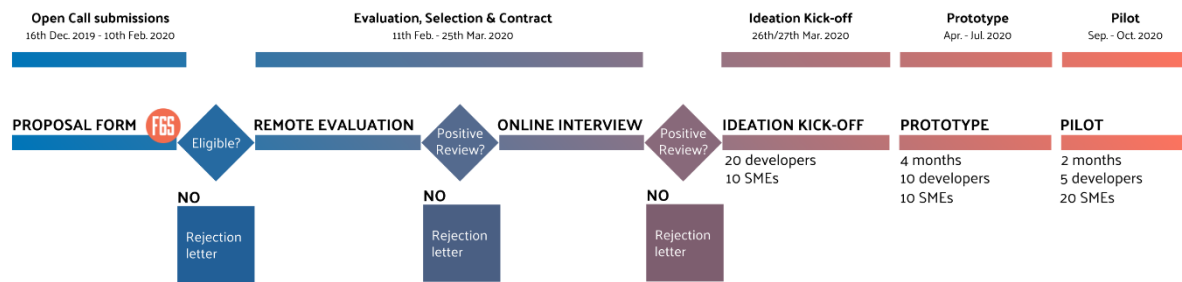 Open Call submissions
16th Dec. 2019 - 10th Feb. 2020
Evaluation, Selection & Contract
11th Feb. - 25th Mar. 2020
Ideation Kick-off
26th/27th Mar. 2020
Prototype
Apr. - Jul. 2020
Pilot
Sep. - Oct. 2020
PROPOSAL FORM
F6S
Eligible?
REMOTE EVALUATION
Positive
Review?
ONLINE INTERVIEW
Positive
Review?
IDEATION KICK-OFF
20 developers
10 SMEs
PROTOTYPE
4 months
10 developers
10 SMEs
PILOT
2 months
5 developers
20 SMEs
NO
Rejection
letter
NO
Rejection
letter
NO
Rejection
letter